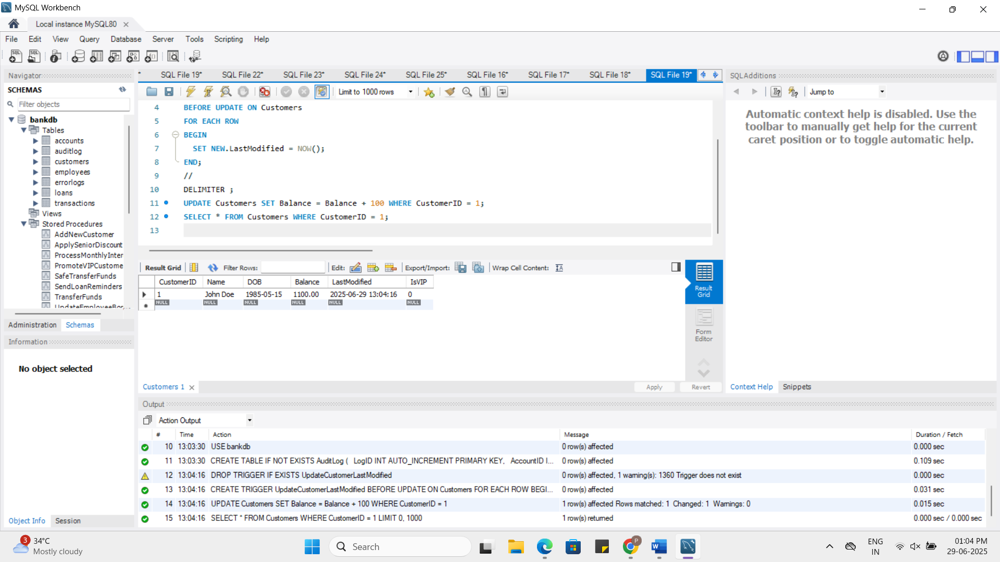 MySQL Workbench
Local instance MySQL80
File Edit View Query Database Server Tools Scripting Help
Navigator
SCHEMAS
Filter objects
bankdb
Tables
accounts
auditlog
customers
employees
errorlogs
loans
transactions
Views
Stored Procedures
AddNewCustomer
ApplySeniorDiscount
ProcessMonthlyInter
PromoteVIPCustome
SafeTransferFunds
SendLoanReminders
TransferFunds
UpdateEmployeeBor
Administration Schemas
Information
No object selected
Object Info Session
SQL File 19* SQL File 22* SQL File 23* SQL File 24* SQL File 25* SQL File 16* SQL File 17* SQL File 18* SQL File 19*
Limit to 1000 rows
4 BEFORE UPDATE ON Customers
5 FOR EACH ROW
6 BEGIN
7 SET NEW.LastModified = NOW();
8 END;
9 //
10 DELIMITER ;
11 UPDATE Customers SET Balance = Balance + 100 WHERE CustomerID = 1;
12 SELECT * FROM Customers WHERE CustomerID = 1;
13
Result Grid Filter Rows: Edit: Export/Import: Wrap Cell Content:
CustomerID Name DOB Balance LastModified IsVIP
1 John Doe 1985-05-15 1100.00 2025-06-29 13:04:16 0
NULL NULL NULL NULL NULL NULL
Result
Grid
Form
Editor
Customers 1
Apply Revert
SQLAdditions
Jump to
Automatic context help is disabled. Use the
toolbar to manually get help for the current
caret position or to toggle automatic help.
Context Help Snippets
Output
Action Output
# Time Action Message Duration / Fetch
10 13:03:30 USE bankdb 0 row(s) affected 0.000 sec
11 13:03:30 CREATE TABLE IF NOT EXISTS AuditLog ( LogID INT AUTO_INCREMENT PRIMARY KEY, AccountID I... 0 row(s) affected 0.109 sec
12 13:04:16 DROP TRIGGER IF EXISTS UpdateCustomerLastModified 0 row(s) affected, 1 warning(s): 1360 Trigger does not exist 0.000 sec
13 13:04:16 CREATE TRIGGER UpdateCustomerLastModified BEFORE UPDATE ON Customers FOR EACH ROW BEGI... 0 row(s) affected 0.031 sec
14 13:04:16 UPDATE Customers SET Balance = Balance + 100 WHERE CustomerID = 1 1 row(s) affected Rows matched: 1 Changed: 1 Warnings: 0 0.015 sec
15 13:04:16 SELECT * FROM Customers WHERE CustomerID = 1 LIMIT 0, 1000 1 row(s) returned 0.000 sec / 0.000 sec
3
34°C
Mostly cloudy
Search
P
ENG
IN
01:04 PM
29-06-2025